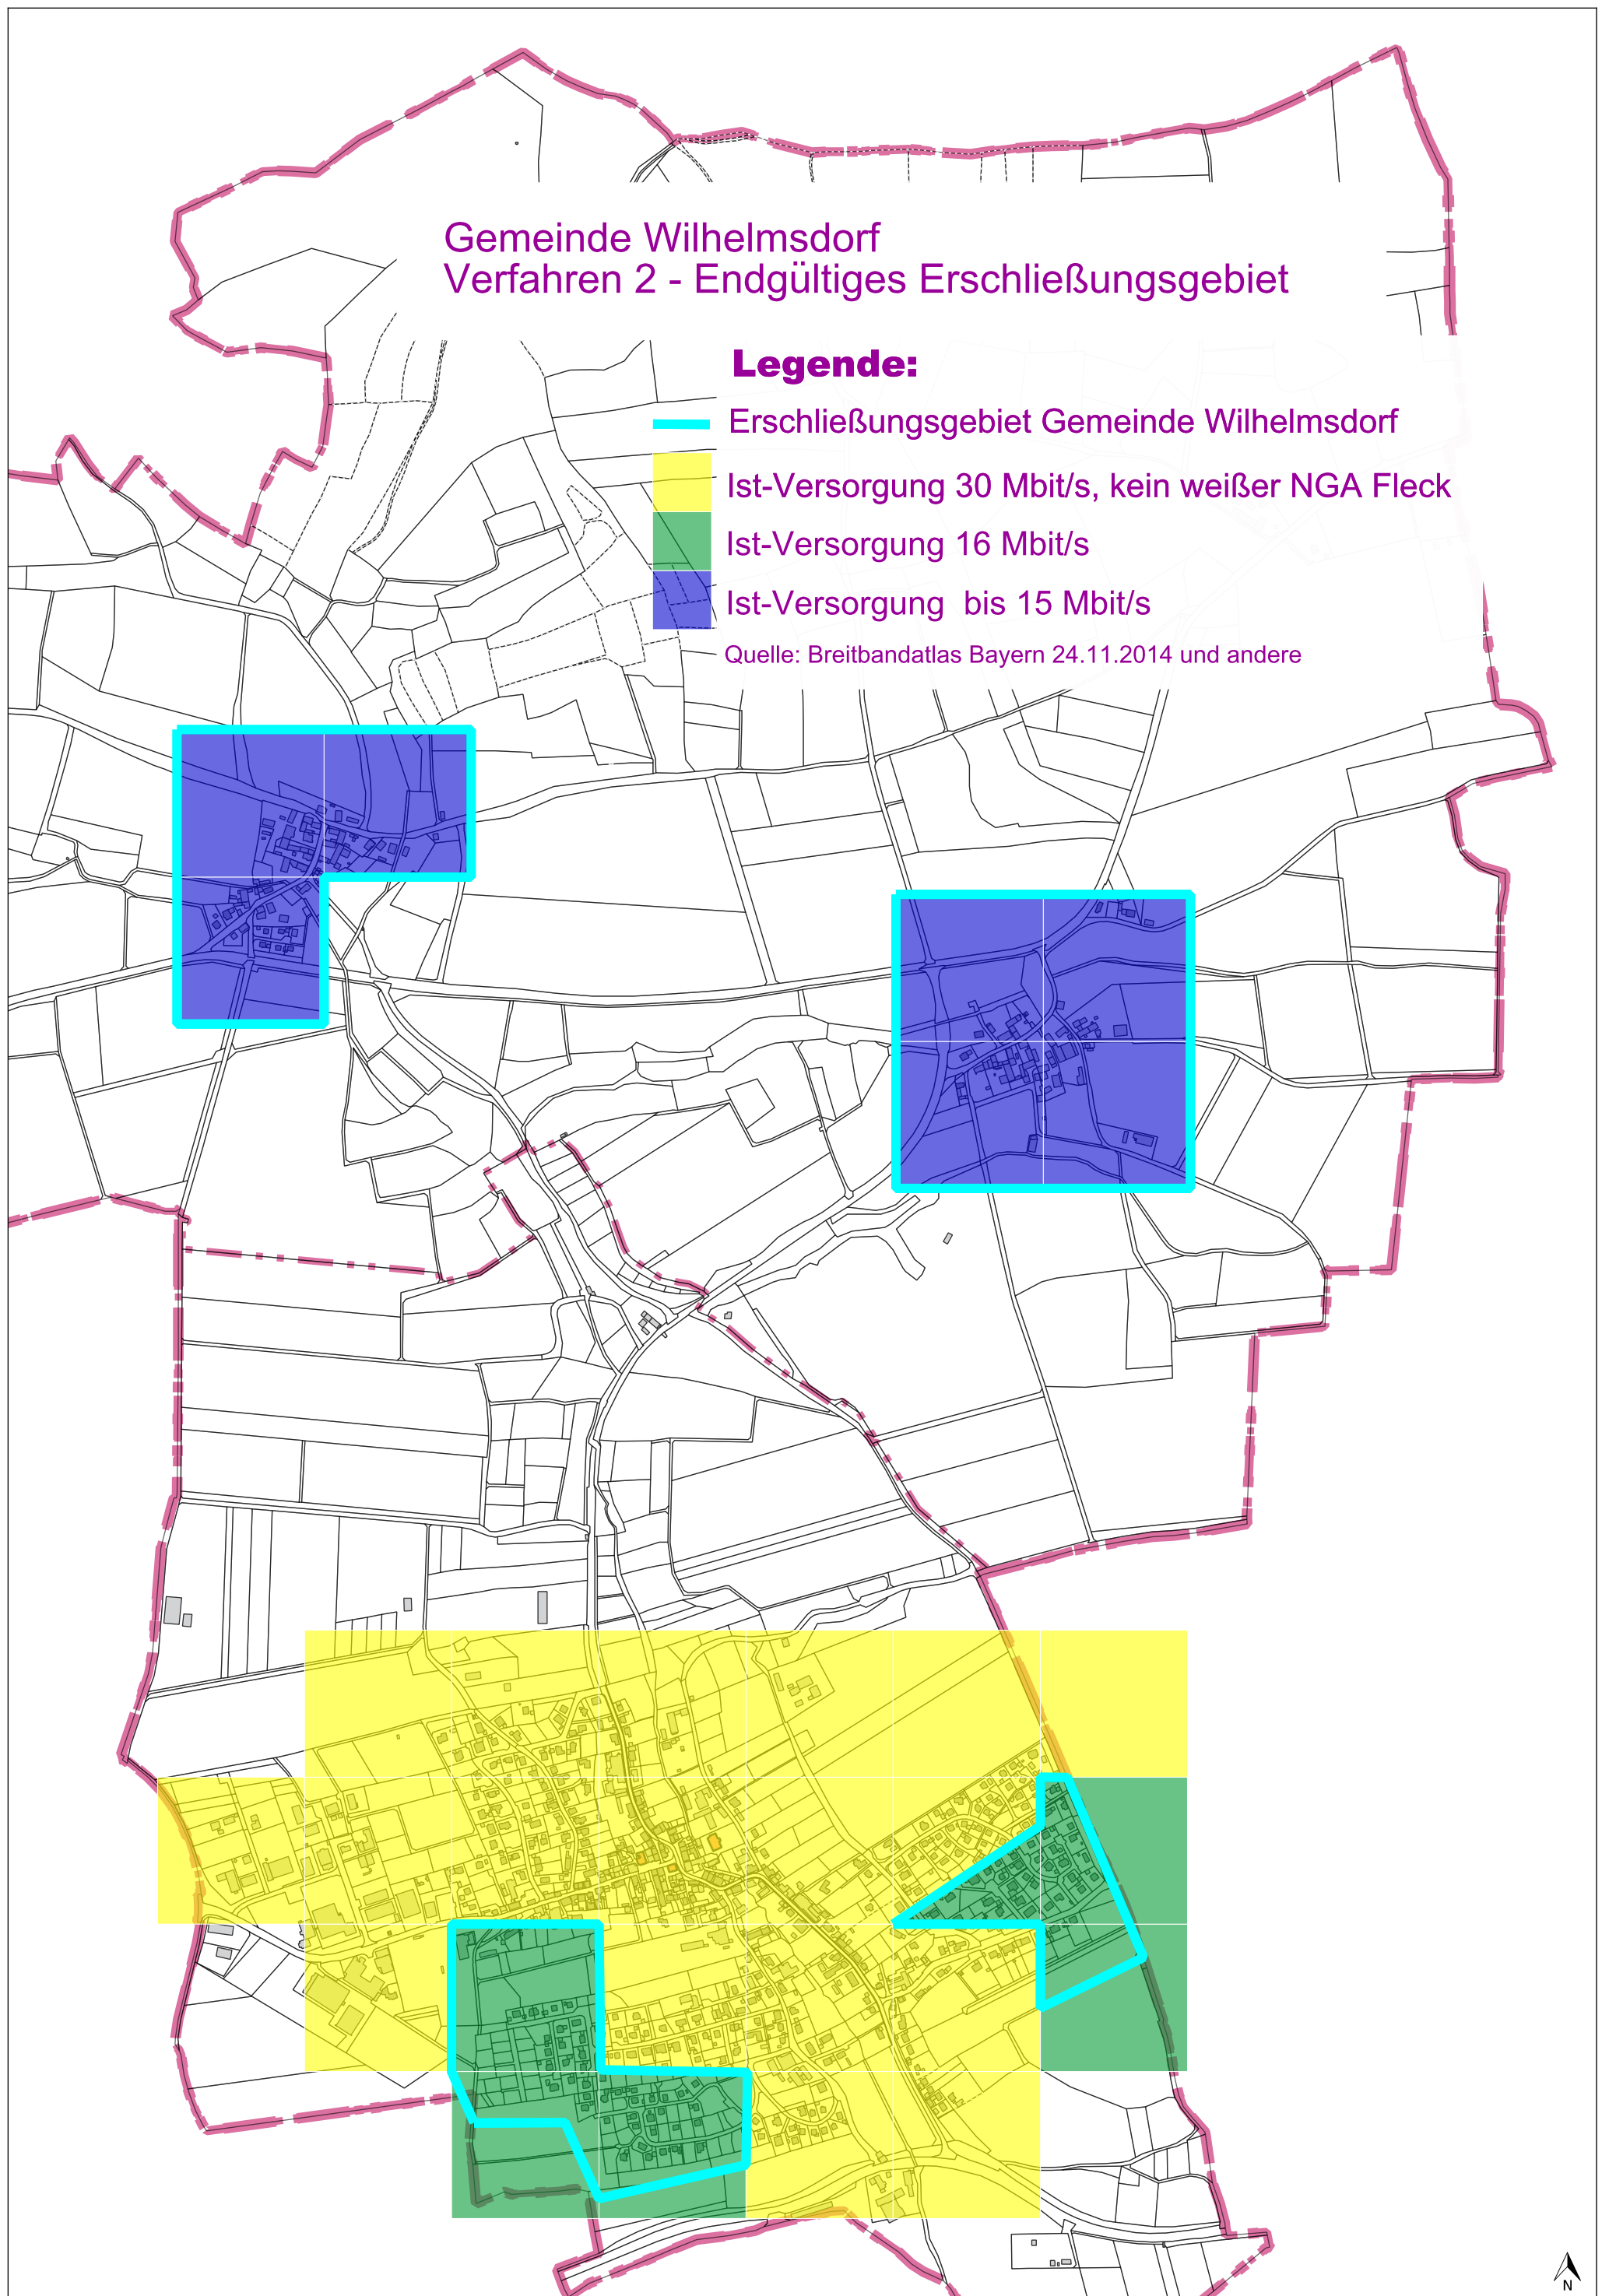 Gemeinde Wilhelmsdorf
Verfahren 2 - Endgültiges Erschließungsgebiet
Legende:
Erschließungsgebiet Gemeinde Wilhelmsdorf
Ist-Versorgung 30 Mbit/s, kein weißer NGA Fleck
Ist-Versorgung 16 Mbit/s
Ist-Versorgung  bis 15 Mbit/s
Quelle: Breitbandatlas Bayern 24.11.2014 und andere
N